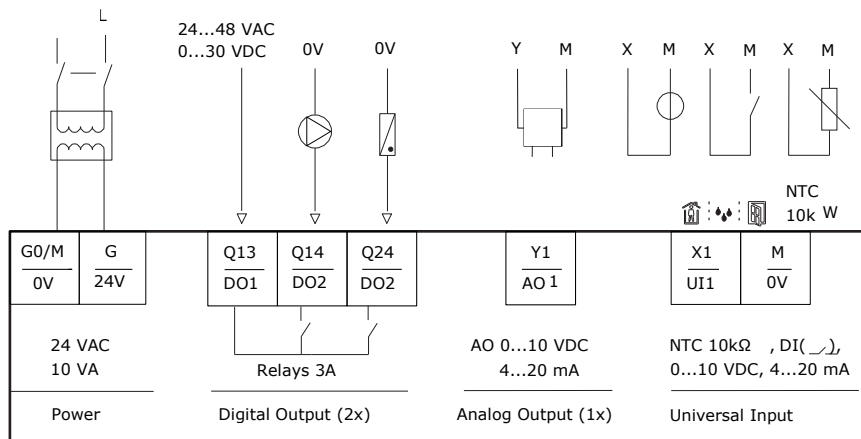 L
24...48 VAC
0...30 VDC
0V
0V
Y M
X M X M X M
NTC
10k W
G0/M
0V
G
24V
Q13
DO1
Q14
DO2
Q24
DO2
Y1
AO 1
X1
UI1
M
0V
24 VAC
10 VA
Relays 3A
AO 0...10 VDC
4...20 mA
NTC 10kΩ , DI( ),
0...10 VDC, 4...20 mA
Power
Digital Output (2x)
Analog Output (1x)
Universal Input